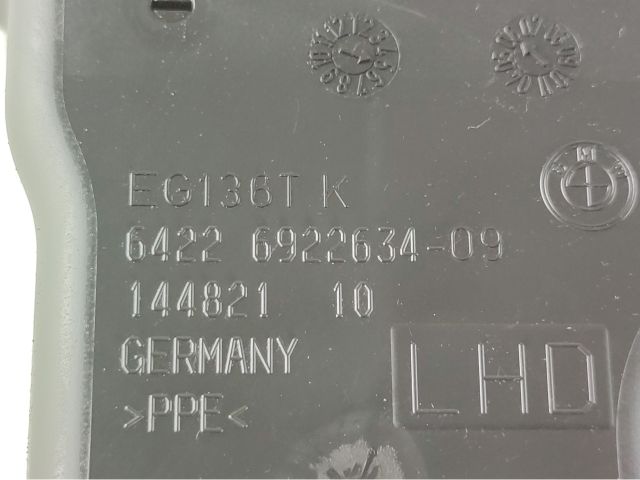 EG136T K
6422 6922634-09
144821 10
GERMANY
LHD
>PPE<